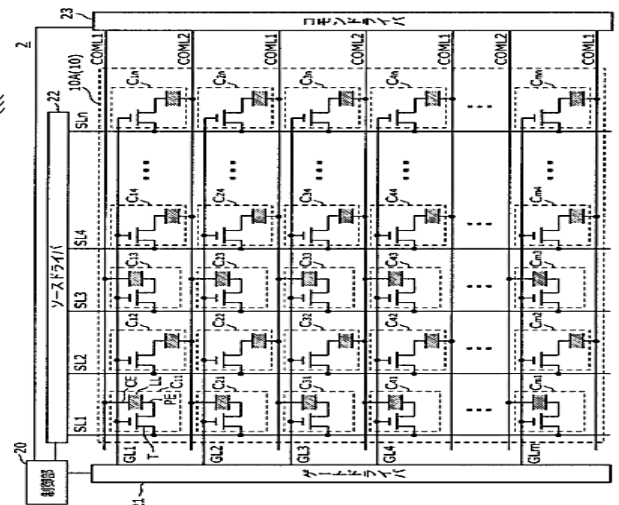 2
23
コモンドライバ
COML1
COML2
COML1
COML2
COML1
COML2
COML1
COML2
10A(10)
22
ソースドライバ
SL1
SL2
SL3
SL4
SLn
20
制御部
21
ゲートドライバ
GL1
GL2
GL3
GL4
GLm
T
CE
LL
PE
C11
C12
C13
C14
C1n
C21
C22
C23
C24
C2n
C31
C32
C33
C34
C3n
C41
C42
C43
C44
C4n
Cm1
Cm2
Cm3
Cm4
Cmn